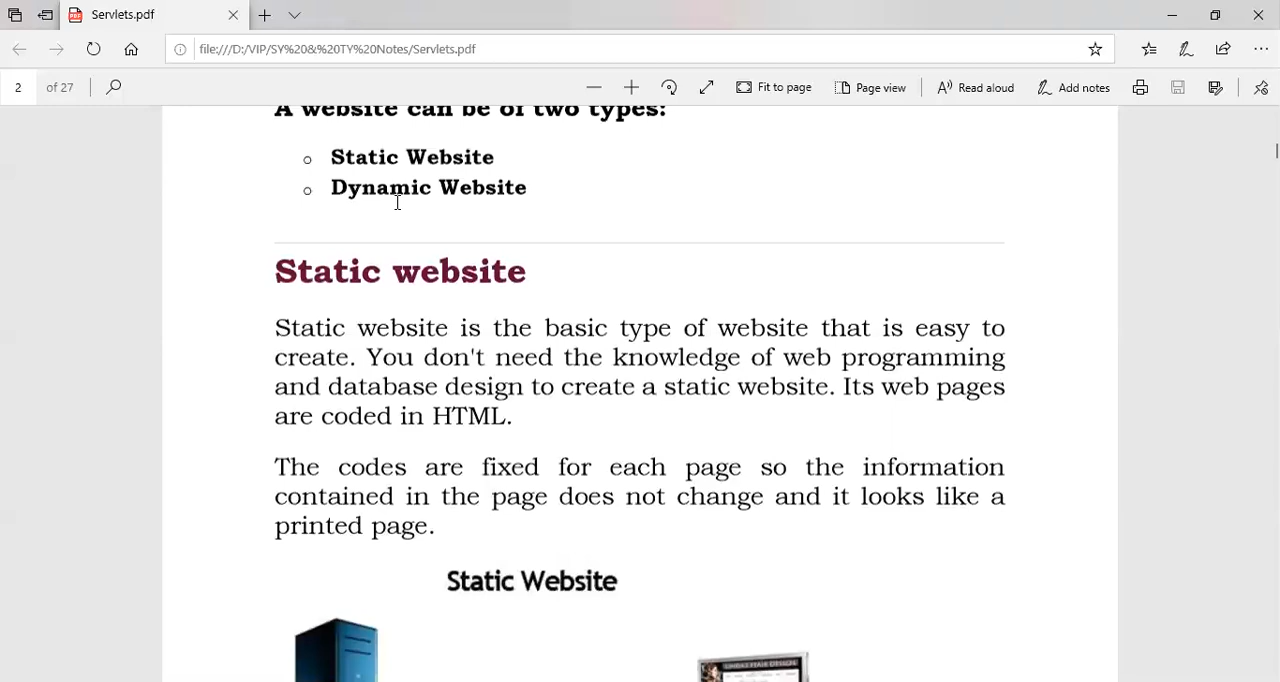 Servlets.pdf
file:///D:/VIP/SY%20&%20TY%20Notes/Servlets.pdf
2 of 27
Fit to page
Page view
Read aloud
Add notes
A website can be of two types:
Static Website
Dynamic Website
Static website
Static website is the basic type of website that is easy to
create. You don't need the knowledge of web programming
and database design to create a static website. Its web pages
are coded in HTML.
The codes are fixed for each page so the information
contained in the page does not change and it looks like a
printed page.
Static Website